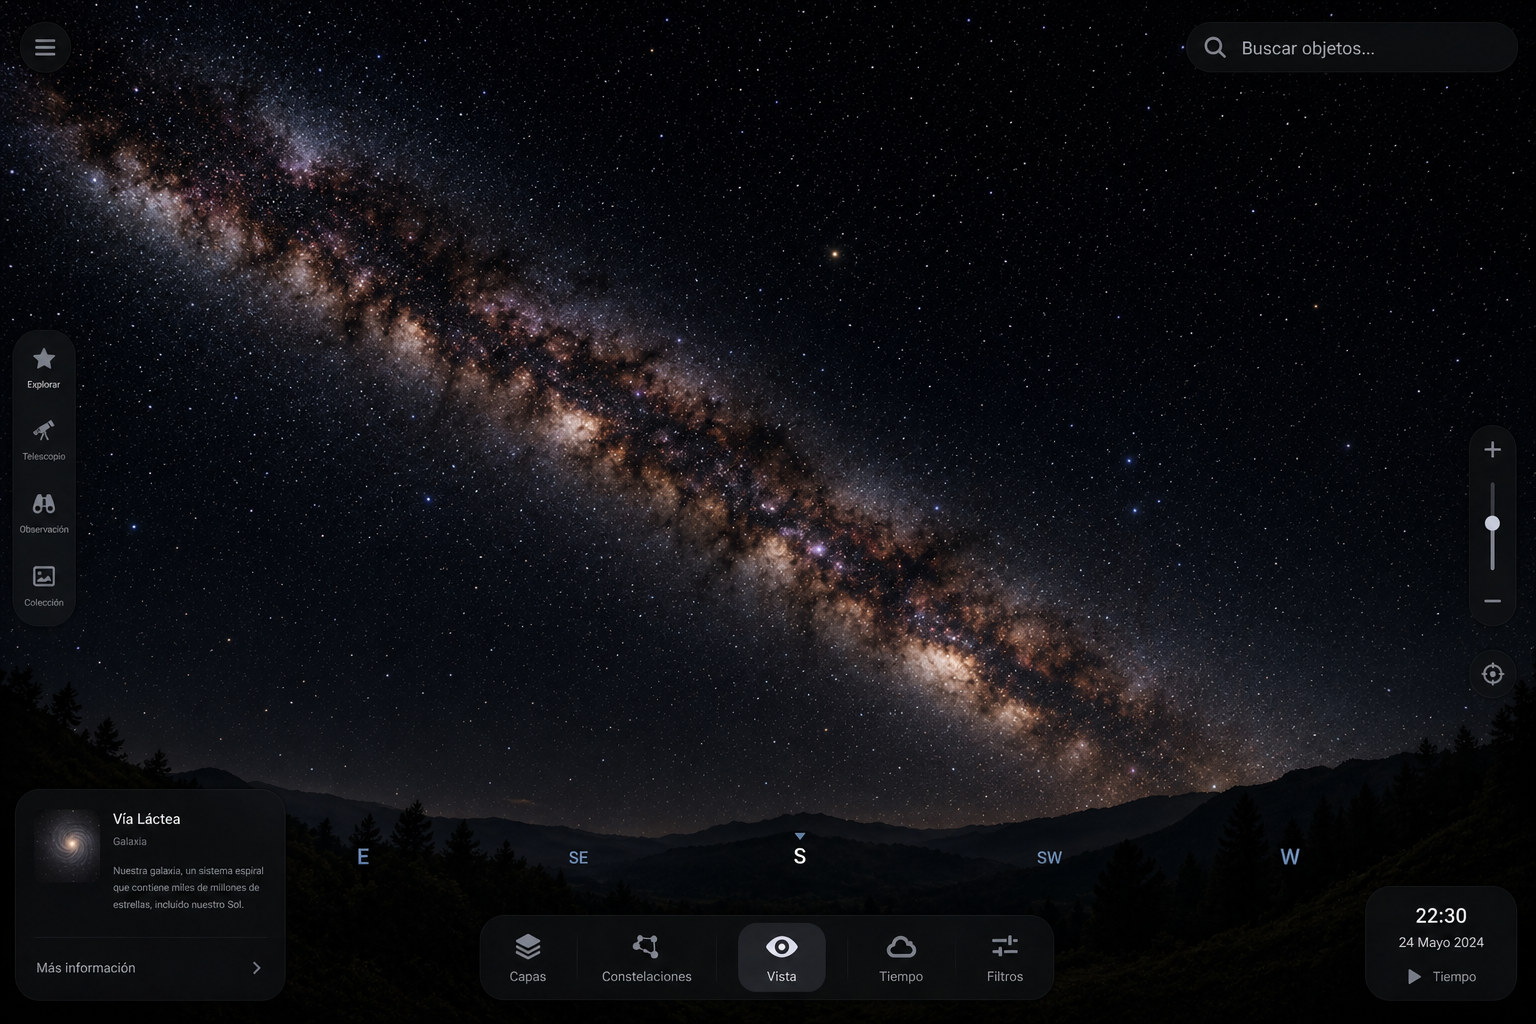 Buscar objetos...
Explorar
Telescopio
Observación
Colección
Vía Láctea
Galaxia
Nuestra galaxia, un sistema espiral
que contiene miles de millones de
estrellas, incluido nuestro Sol.
Más información
E
SE
S
SW
W
Capas
Constelaciones
Vista
Tiempo
Filtros
22:30
24 Mayo 2024
Tiempo